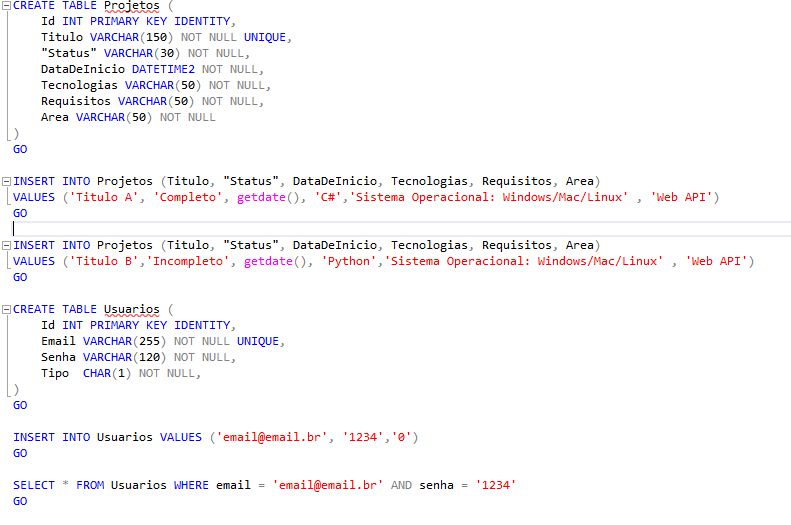 CREATE TABLE Projetos (
    Id INT PRIMARY KEY IDENTITY,
    Titulo VARCHAR(150) NOT NULL UNIQUE,
    "Status" VARCHAR(30) NOT NULL,
    DataDeInicio DATETIME2 NOT NULL,
    Tecnologias VARCHAR(50) NOT NULL,
    Requisitos VARCHAR(50) NOT NULL,
    Area VARCHAR(50) NOT NULL
)
GO

INSERT INTO Projetos (Titulo, "Status", DataDeInicio, Tecnologias, Requisitos, Area)
VALUES ('Titulo A', 'Completo', getdate(), 'C#','Sistema Operacional: Windows/Mac/Linux' , 'Web API')
GO

INSERT INTO Projetos (Titulo, "Status", DataDeInicio, Tecnologias, Requisitos, Area)
VALUES ('Titulo B','Incompleto', getdate(), 'Python','Sistema Operacional: Windows/Mac/Linux' , 'Web API')
GO

CREATE TABLE Usuarios (
    Id INT PRIMARY KEY IDENTITY,
    Email VARCHAR(255) NOT NULL UNIQUE,
    Senha VARCHAR(120) NOT NULL,
    Tipo  CHAR(1) NOT NULL,
)
GO

INSERT INTO Usuarios VALUES ('email@email.br', '1234','0')
GO

SELECT * FROM Usuarios WHERE email = 'email@email.br' AND senha = '1234'
GO